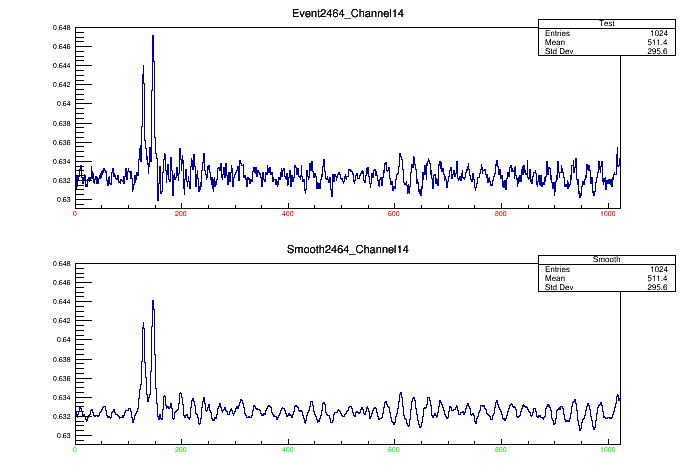 Event2464_Channel14
Test
Entries 1024
Mean 511.4
Std Dev 295.6
0.648
0.646
0.644
0.642
0.64
0.638
0.636
0.634
0.632
0.63
0 200 400 600 800 1000
Smooth2464_Channel14
Smooth
Entries 1024
Mean 511.4
Std Dev 295.6
0.648
0.646
0.644
0.642
0.64
0.638
0.636
0.634
0.632
0.63
0 200 400 600 800 1000